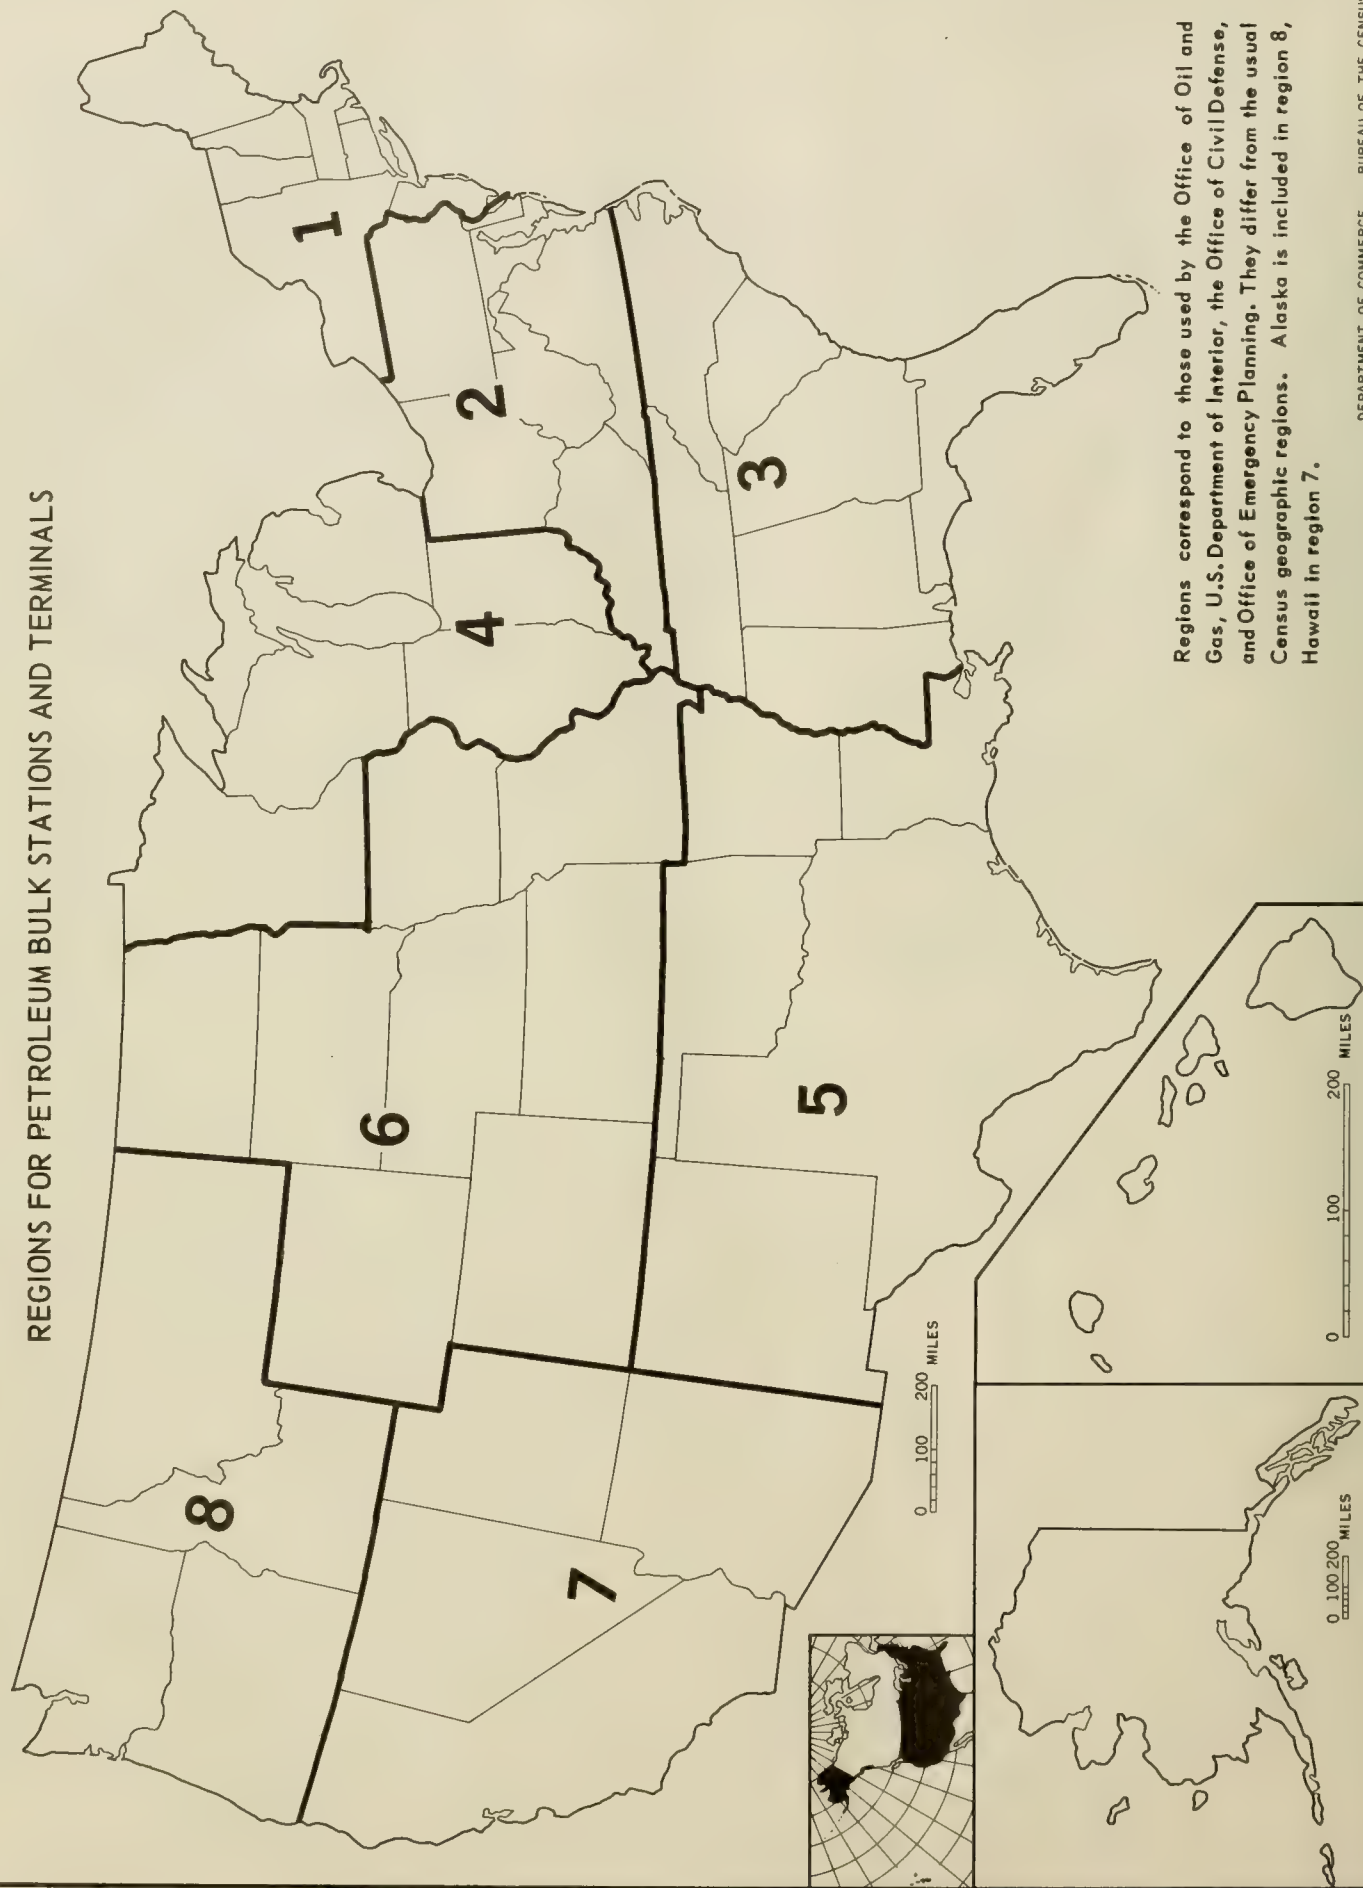 REGIONS FOR PETROLEUM BULK STATIONS AND TERMINALS
1
2
3
4
5
6
7
8
Regions correspond to those used by the Office of Oil and
Gas, U.S. Department of Interior, the Office of Civil Defense,
and Office of Emergency Planning. They differ from the usual
Census geographic regions. Alaska is included in region 8,
Hawaii in region 7.
0 100 200
MILES
0 100 200
MILES
0 100 200
MILES
DEPARTMENT OF COMMERCE BUREAU OF THE CENSUS